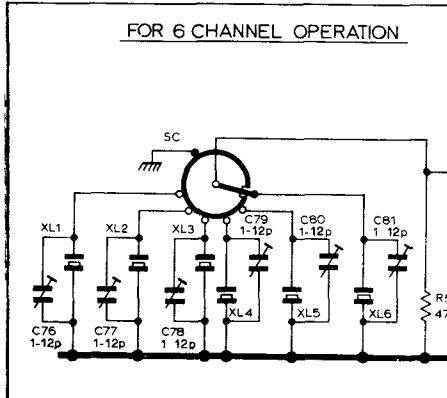 FOR 6 CHANNEL OPERATION
SC
XL1
XL2
XL3
C79
1-12p
C80
1-12p
C81
1 12p
XL4
XL5
XL6
C76
1-12p
C77
1-12p
C78
1 12p